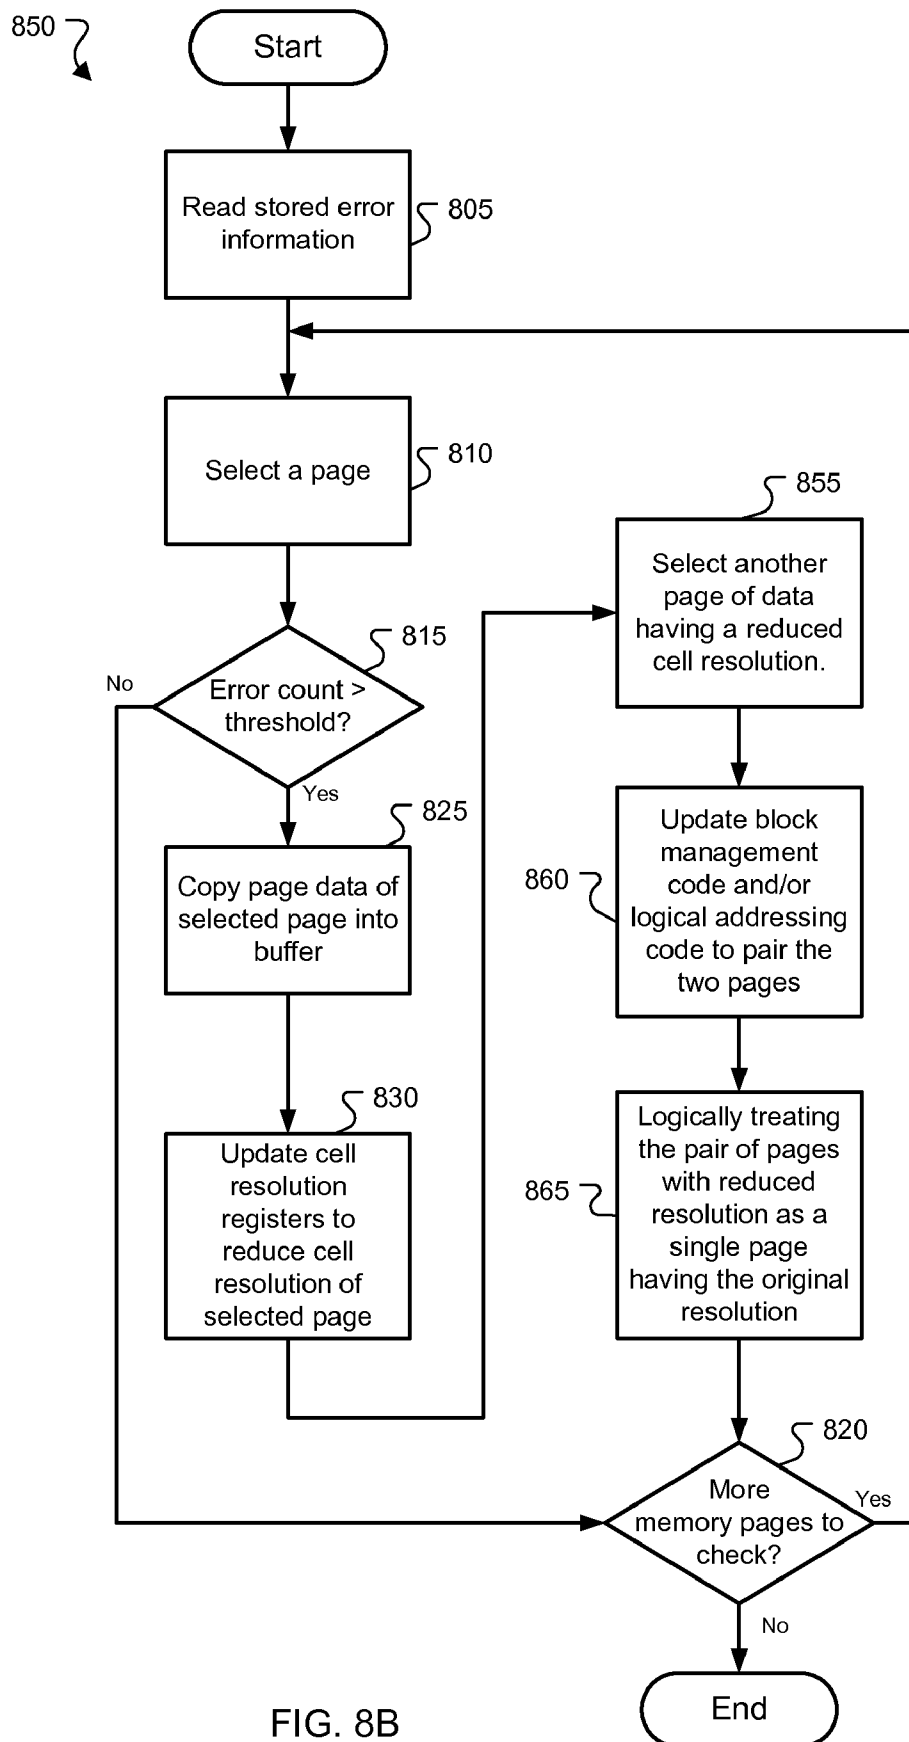 850
Start
Read stored error
information
805
Select a page
810
Error count >
threshold?
815
No
Yes
Copy page data of
selected page into
buffer
825
Update cell
resolution
registers to
reduce cell
resolution of
selected page
830
Select another
page of data
having a reduced
cell resolution.
855
Update block
management
code and/or
logical addressing
code to pair the
two pages
860
Logically treating
the pair of pages
with reduced
resolution as a
single page
having the original
resolution
865
More
memory pages to
check?
820
Yes
No
End
FIG. 8B